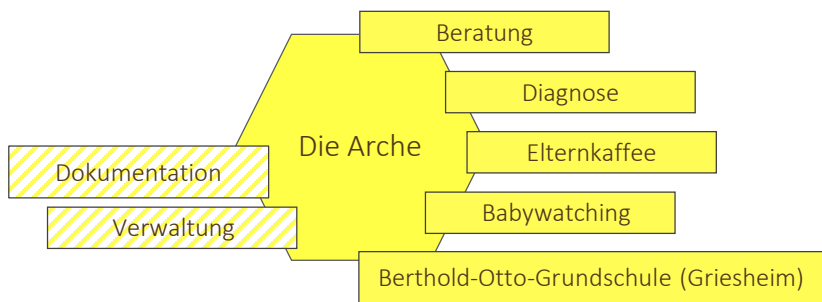 Beratung
Diagnose
Die Arche
Elternkaffee
Dokumentation
Babywatching
Verwaltung
Berthold-Otto-Grundschule (Griesheim)